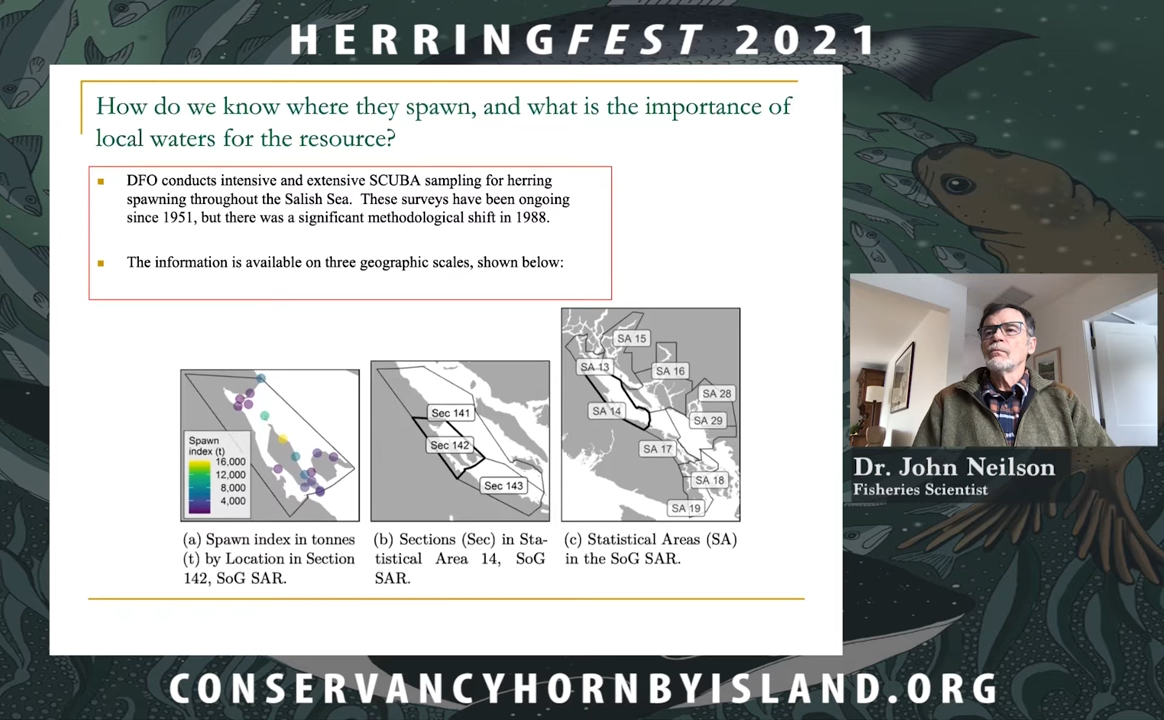 HERRINGFEST 2021
How do we know where they spawn, and what is the importance of
local waters for the resource?
DFO conducts intensive and extensive SCUBA sampling for herring
spawning throughout the Salish Sea. These surveys have been ongoing
since 1951, but there was a significant methodological shift in 1988.
The information is available on three geographic scales, shown below:
Spawn
index (t)
16,000
12,000
8,000
4,000
(a) Spawn index in tonnes
(t) by Location in Section
142, SoG SAR.
Sec 141
Sec 142
Sec 143
(b) Sections (Sec) in Sta-
tistical Area 14, SoG
SAR.
SA 15
SA 13
SA 16
SA 28
SA 14
SA 29
SA 17
SA 18
SA 19
(c) Statistical Areas (SA)
in the SoG SAR.
Dr. John Neilson
Fisheries Scientist
CONSERVANCYHORNBYISLAND.ORG